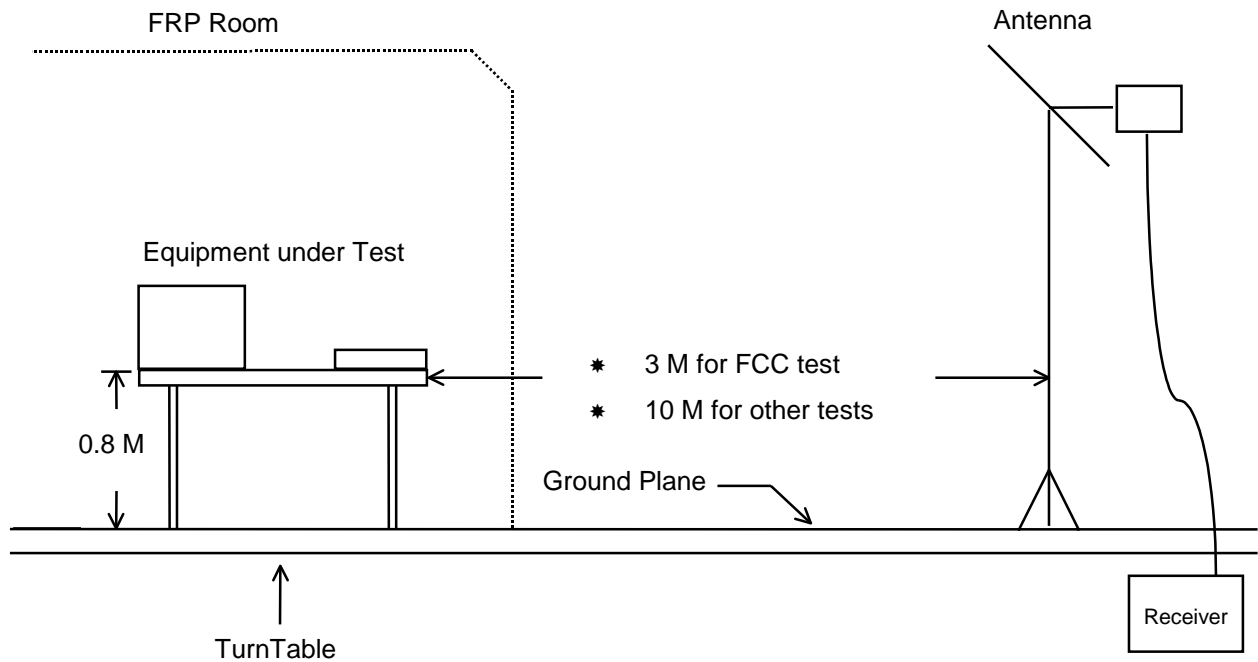 FRP Room
Antenna
Equipment under Test
✷ 3 M for FCC test
✷ 10 M for other tests
0.8 M
Ground Plane
Receiver
TurnTable